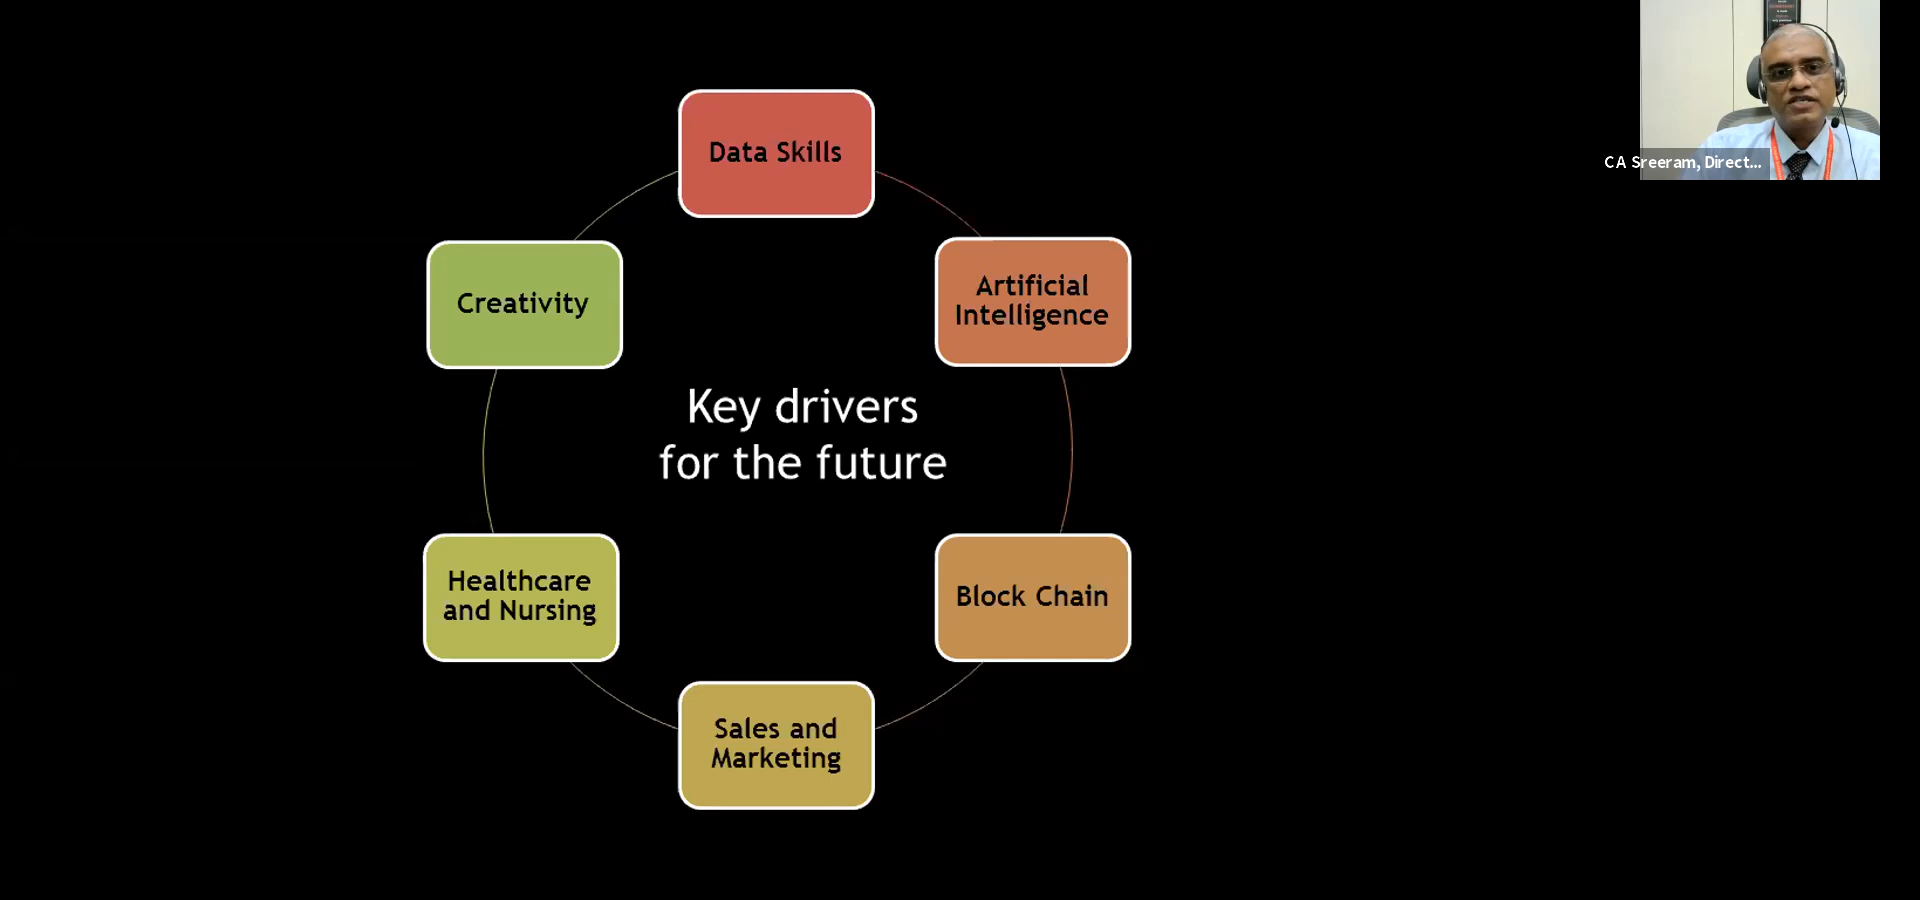 Data Skills
Creativity
Artificial
Intelligence
Key drivers
for the future
Healthcare
and Nursing
Block Chain
Sales and
Marketing
CA Sreeram, Direct...